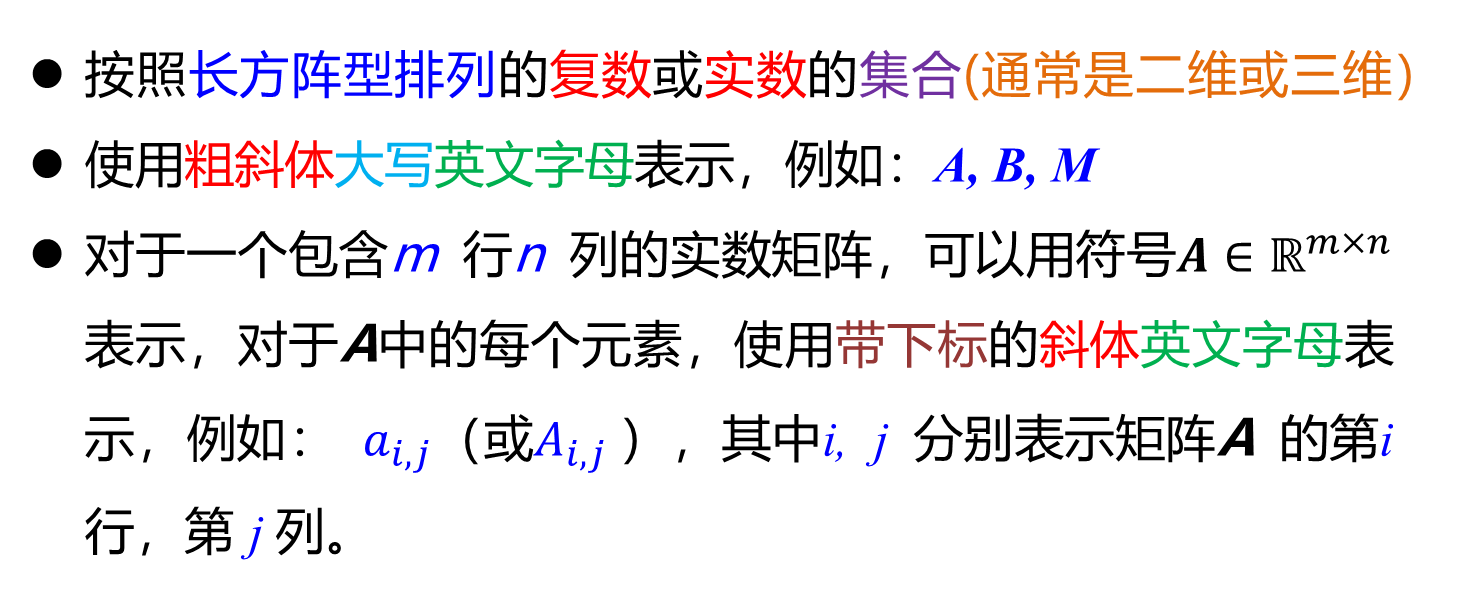 ● 按照长方阵型排列的复数或实数的集合(通常是二维或三维）
● 使用粗斜体大写英文字母表示，例如：A, B, M
● 对于一个包含m 行n 列的实数矩阵，可以用符号A ∈ ℝ^{m×n}
表示，对于A中的每个元素，使用带下标的斜体英文字母表
示，例如： a_{i,j}（或A_{i,j} ），其中i, j 分别表示矩阵A 的第i
行，第 j 列。